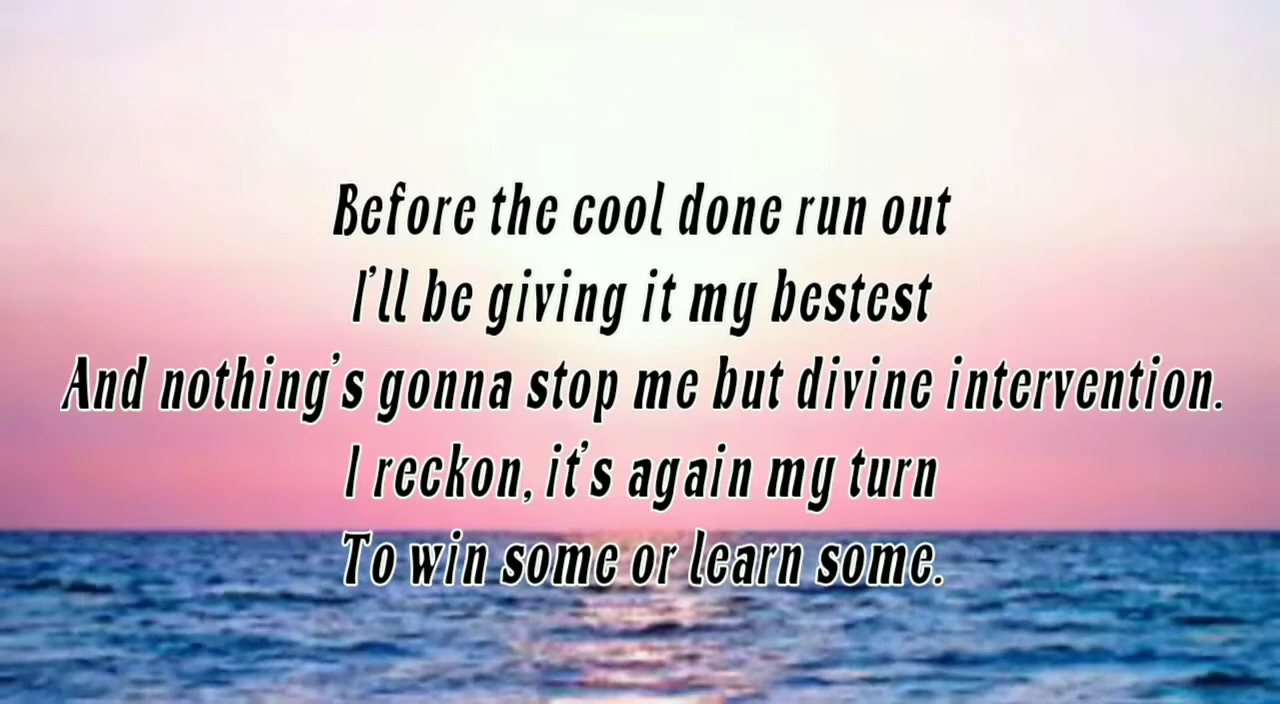 Before the cool done run out
I'll be giving it my bestest
And nothing's gonna stop me but divine intervention.
I reckon, it's again my turn
To win some or learn some.